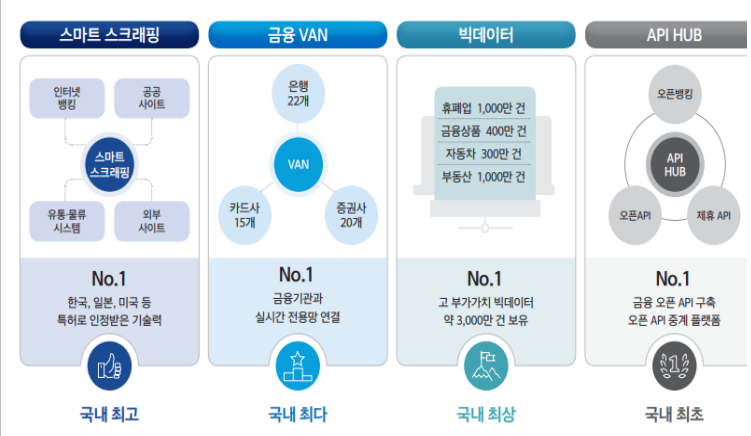 스마트 스크래핑
인터넷
뱅킹
공공
사이트
스마트
스크래핑
유통·물류
시스템
외부
사이트
No.1
한국, 일본, 미국 등
특허로 인정받은 기술력
국내 최고
금융 VAN
은행
22개
VAN
카드사
15개
증권사
20개
No.1
금융기관과
실시간 전용망 연결
국내 최다
빅데이터
휴폐업 1,000만 건
금융상품 400만 건
자동차 300만 건
부동산 1,000만 건
No.1
고 부가가치 빅데이터
약 3,000만 건 보유
국내 최상
API HUB
오픈뱅킹
API
HUB
오픈API
제휴 API
No.1
금융 오픈 API 구축
오픈 API 중계 플랫폼
1
국내 최초